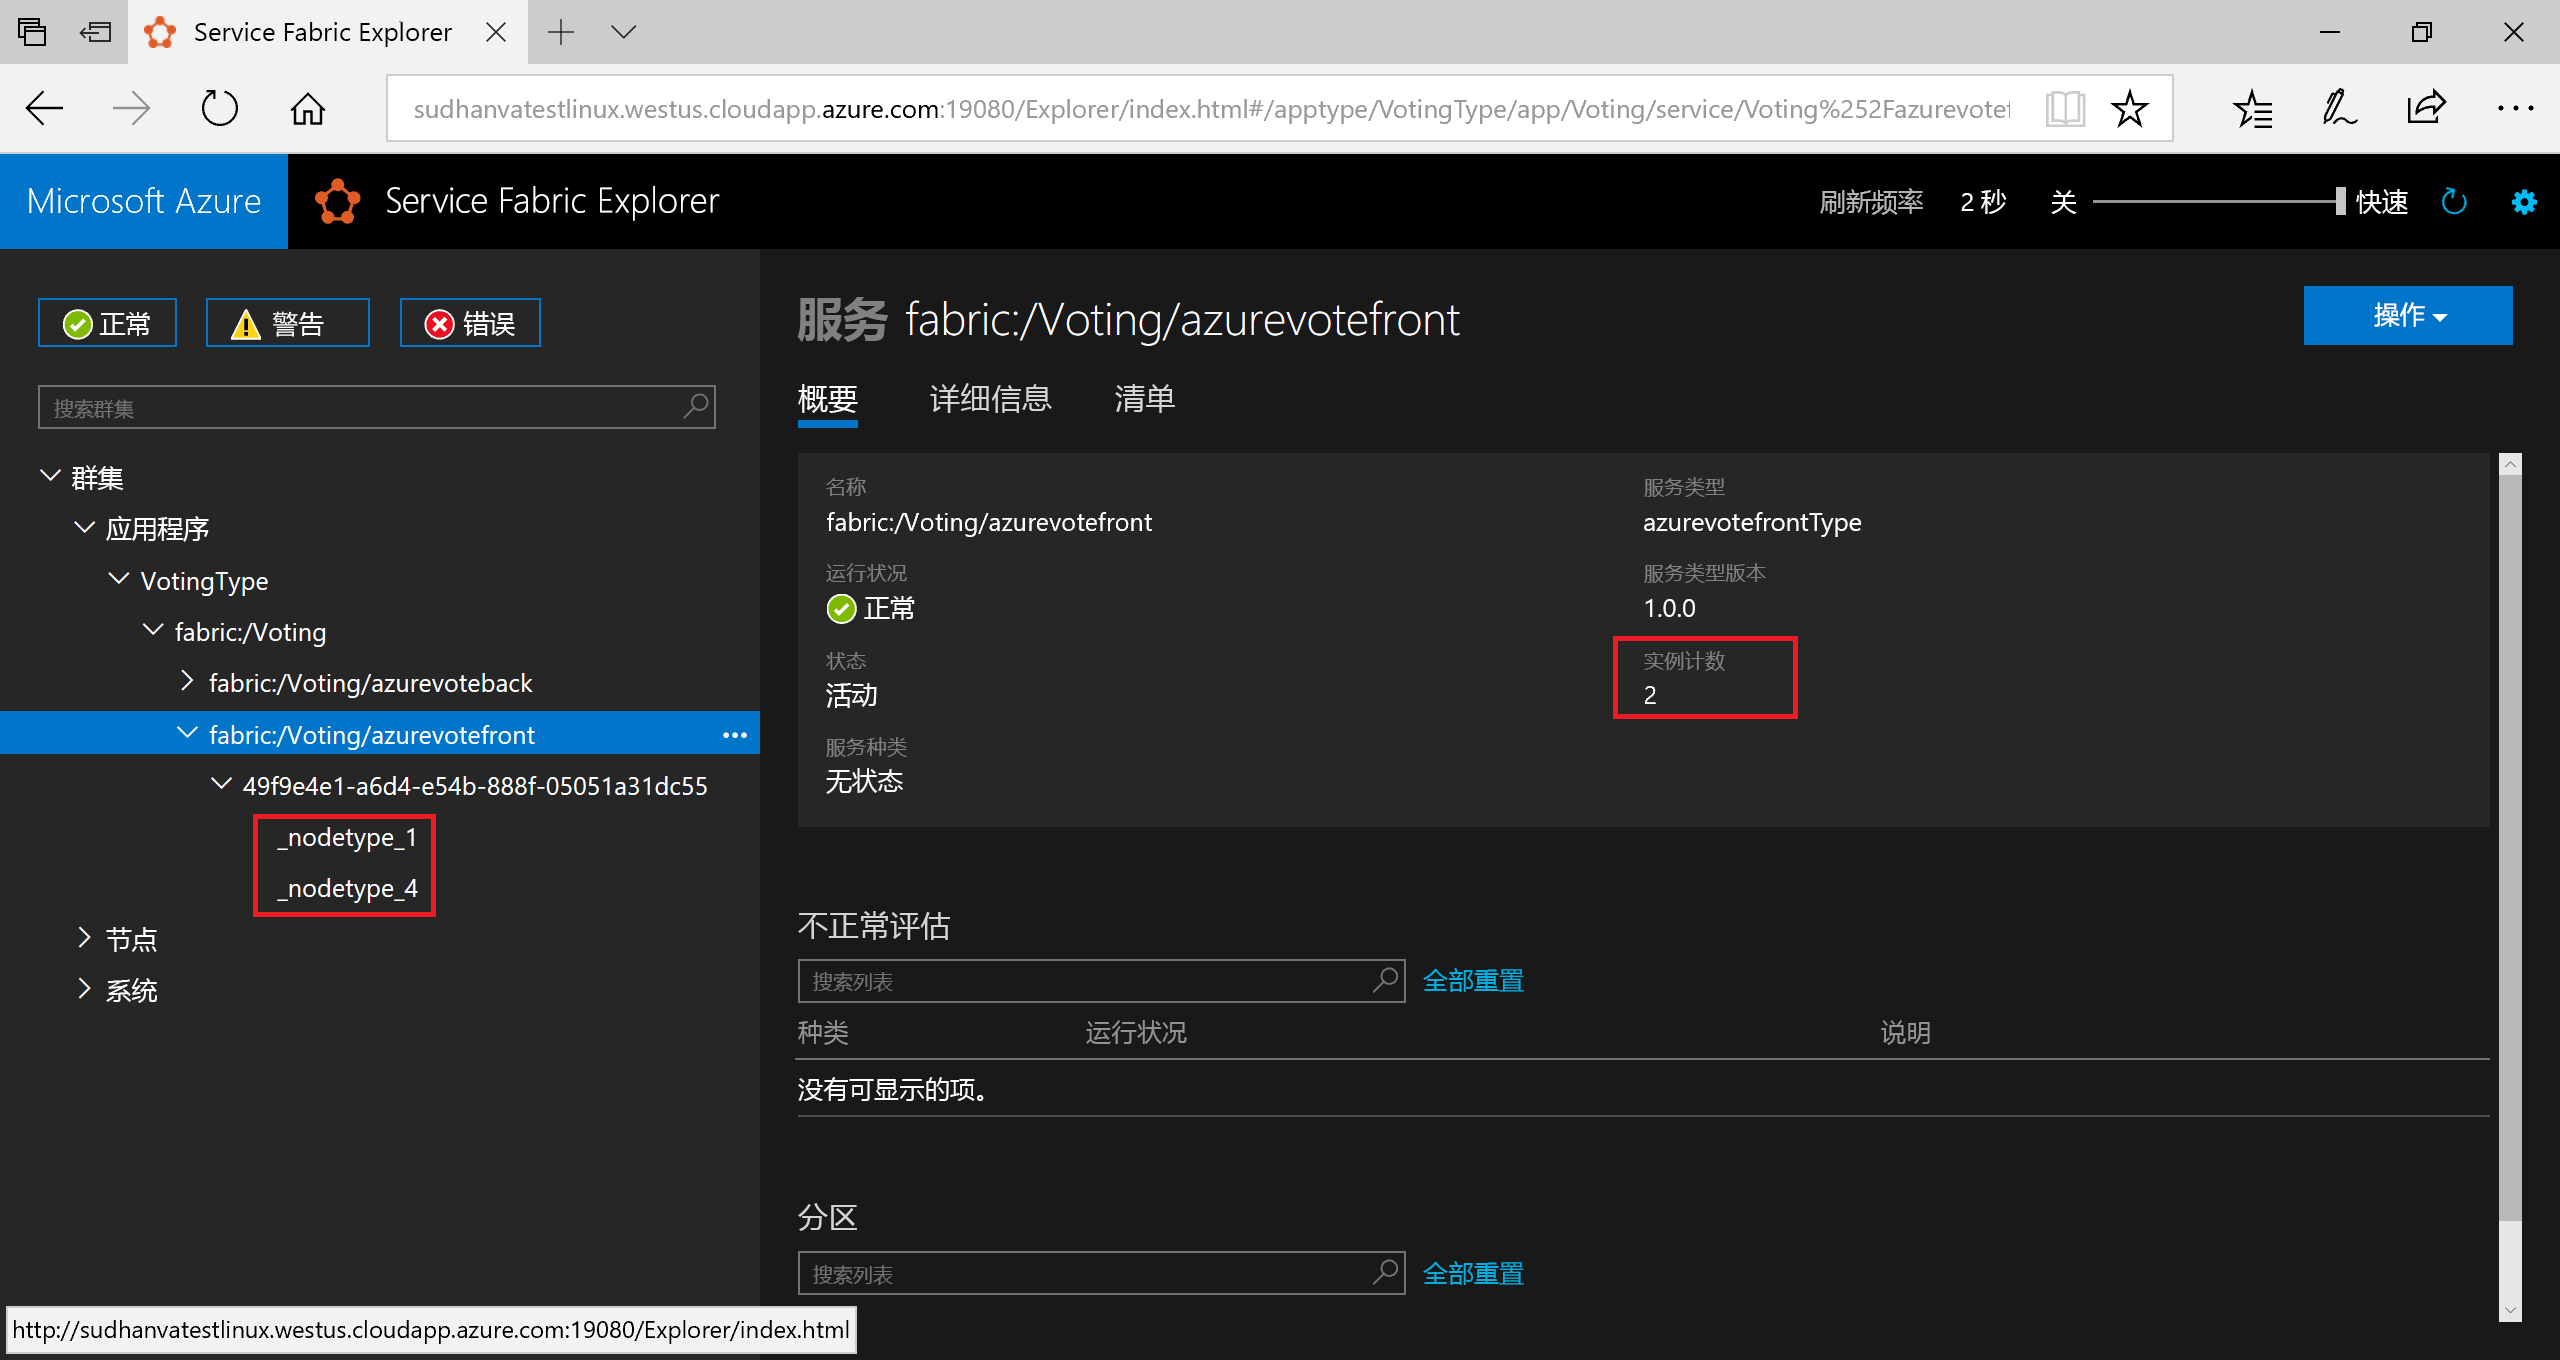 Service Fabric Explorer
sudhanvatestlinux.westus.cloudapp.azure.com:19080/Explorer/index.html#/apptype/VotingType/app/Voting/service/Voting%252Fazurevotef
Microsoft Azure
Service Fabric Explorer
刷新频率 2 秒 关 快速
正常 警告 错误
搜索群集
群集
应用程序
VotingType
fabric:/Voting
fabric:/Voting/azurevoteback
fabric:/Voting/azurevotefront
49f9e4e1-a6d4-e54b-888f-05051a31dc55
_nodetype_1
_nodetype_4
节点
系统
服务 fabric:/Voting/azurevotefront
操作
概要 详细信息 清单
名称
fabric:/Voting/azurevotefront
运行状况
正常
状态
活动
服务种类
无状态
服务类型
azurevotefrontType
服务类型版本
1.0.0
实例计数
2
不正常评估
搜索列表 全部重置
种类 运行状况 说明
没有可显示的项。
分区
搜索列表 全部重置
http://sudhanvatestlinux.westus.cloudapp.azure.com:19080/Explorer/index.html